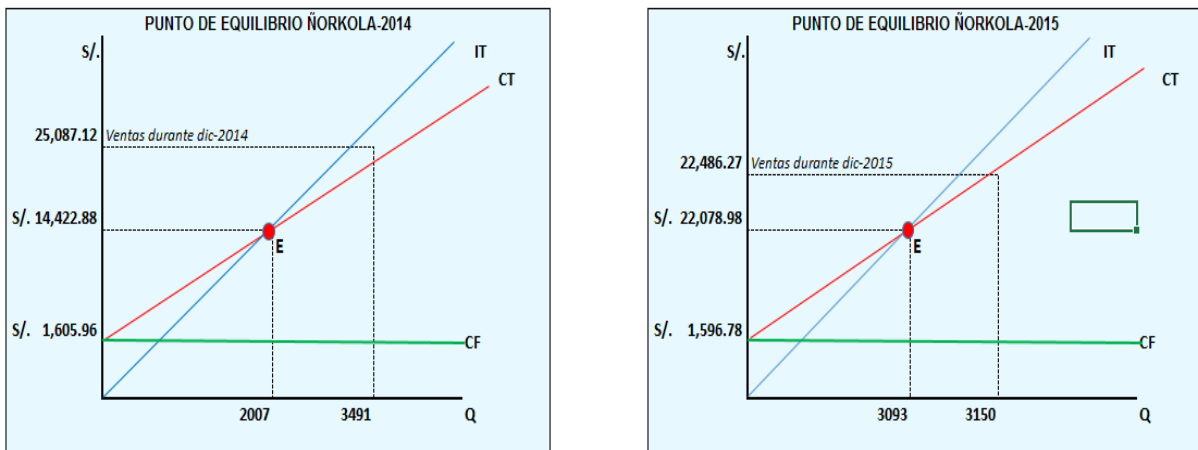 PUNTO DE EQUILIBRIO ÑORKOLA-2014
S/.
IT
CT
25,087.12
Ventas durante dic-2014
S/. 14,422.88
E
S/. 1,605.96
CF
2007
3491
Q
PUNTO DE EQUILIBRIO ÑORKOLA-2015
S/.
IT
CT
22,486.27
Ventas durante dic-2015
S/. 22,078.98
E
S/. 1,596.78
CF
3093
3150
Q